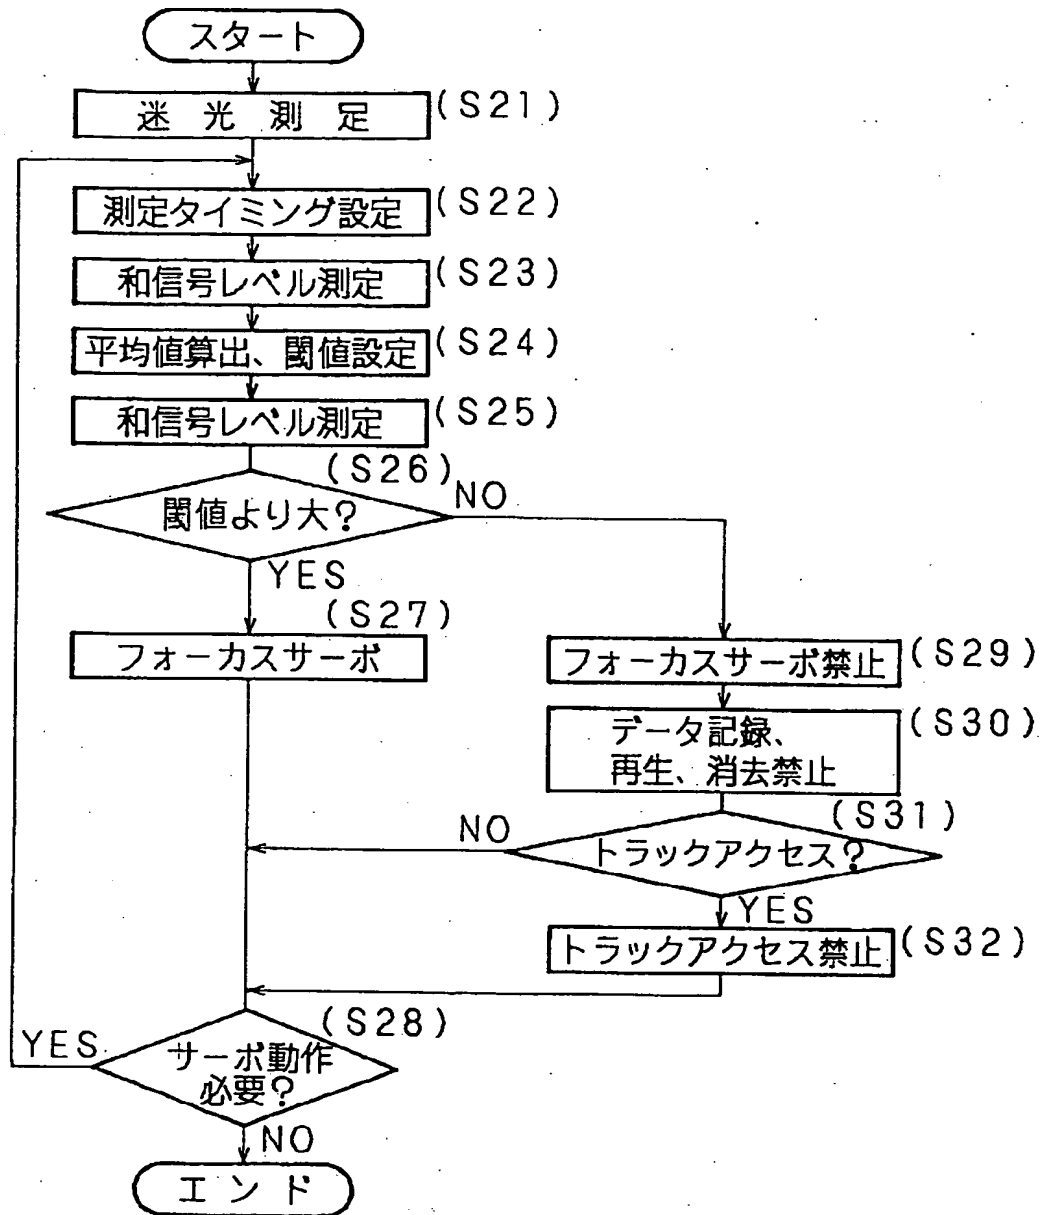 スタート
迷光測定
(S21)
測定タイミング設定
(S22)
和信号レベル測定
(S23)
平均値算出、閾値設定
(S24)
和信号レベル測定
(S25)
(S26)
閾値より大?
NO
YES
(S27)
フォーカスサーボ
フォーカスサーボ禁止
(S29)
データ記録、
再生、消去禁止
(S30)
(S31)
NO
トラックアクセス?
YES
トラックアクセス禁止
(S32)
(S28)
YES
サーボ動作
必要?
NO
エンド